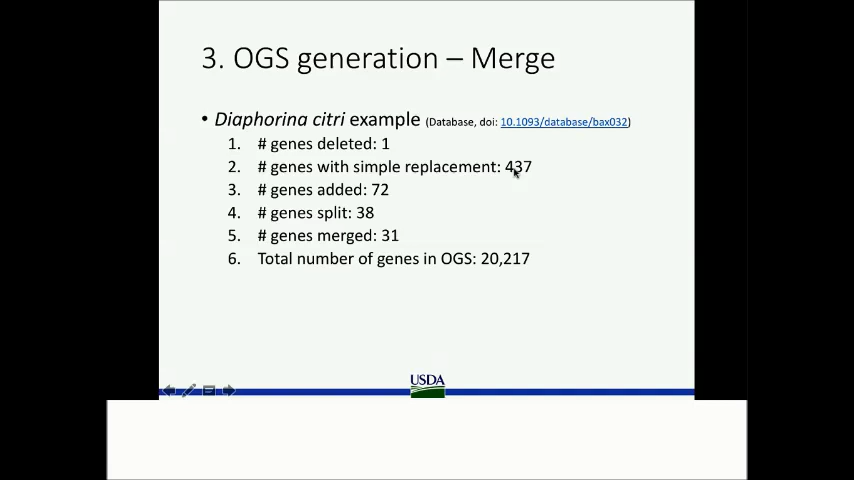 3. OGS generation – Merge
• Diaphorina citri example (Database, doi: 10.1093/database/bax032)
1. # genes deleted: 1
2. # genes with simple replacement: 437
3. # genes added: 72
4. # genes split: 38
5. # genes merged: 31
6. Total number of genes in OGS: 20,217
USDA